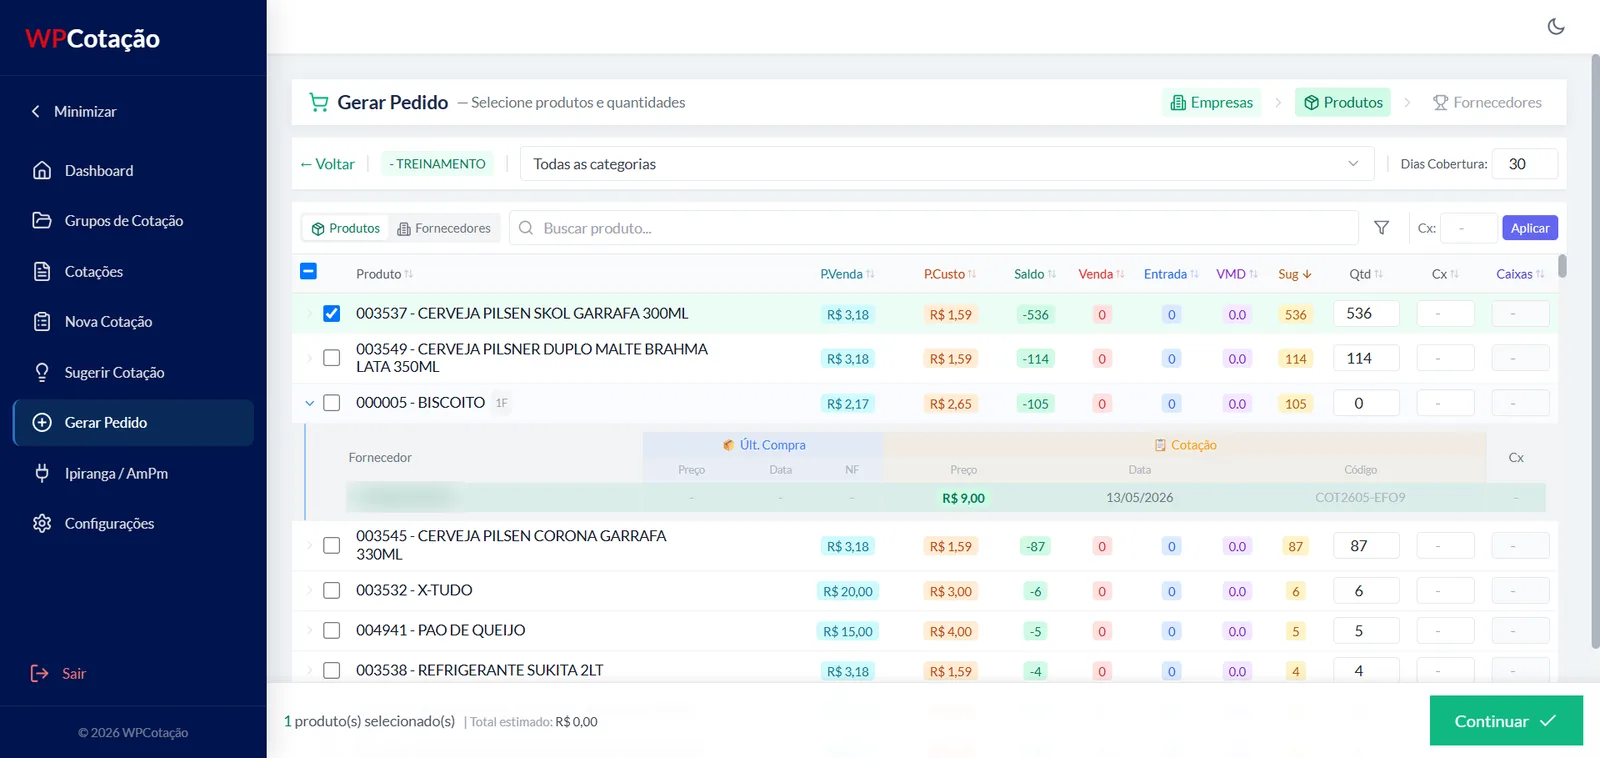 WPCotação
Minimizar
Dashboard
Grupos de Cotação
Cotações
Nova Cotação
Sugerir Cotação
Gerar Pedido
Ipiranga / AmPm
Configurações
Sair
© 2026 WPCotação
Gerar Pedido — Selecione produtos e quantidades
Empresas > Produtos > Fornecedores
← Voltar | - TREINAMENTO | Todas as categorias | Dias Cobertura: 30
Produtos Fornecedores Buscar produto... Cx: - Aplicar
Produto P.Venda P.Custo Saldo Venda Entrada VMD Sug ↓ Qtd Cx Caixas
003537 - CERVEJA PILSEN SKOL GARRAFA 300ML R$ 3,18 R$ 1,59 -536 0 0 0.0 536 536 - -
003549 - CERVEJA PILSNER DUPLO MALTE BRAHMA
LATA 350ML R$ 3,18 R$ 1,59 -114 0 0 0.0 114 114 - -
000005 - BISCOITO 1F R$ 2,17 R$ 2,65 -105 0 0 0.0 105 0 - -
Fornecedor Últ. Compra Cotação Cx
Preço Data NF Preço Data Código
- - - R$ 9,00 13/05/2026 COT2605-EFO9 -
003545 - CERVEJA PILSEN CORONA GARRAFA
330ML R$ 3,18 R$ 1,59 -87 0 0 0.0 87 87 - -
003532 - X-TUDO R$ 20,00 R$ 3,00 -6 0 0 0.0 6 6 - -
004941 - PAO DE QUEIJO R$ 15,00 R$ 4,00 -5 0 0 0.0 5 5 - -
003538 - REFRIGERANTE SUKITA 2LT R$ 3,18 R$ 1,59 -4 0 0 0.0 4 4 - -
1 produto(s) selecionado(s) | Total estimado: R$ 0,00
Continuar